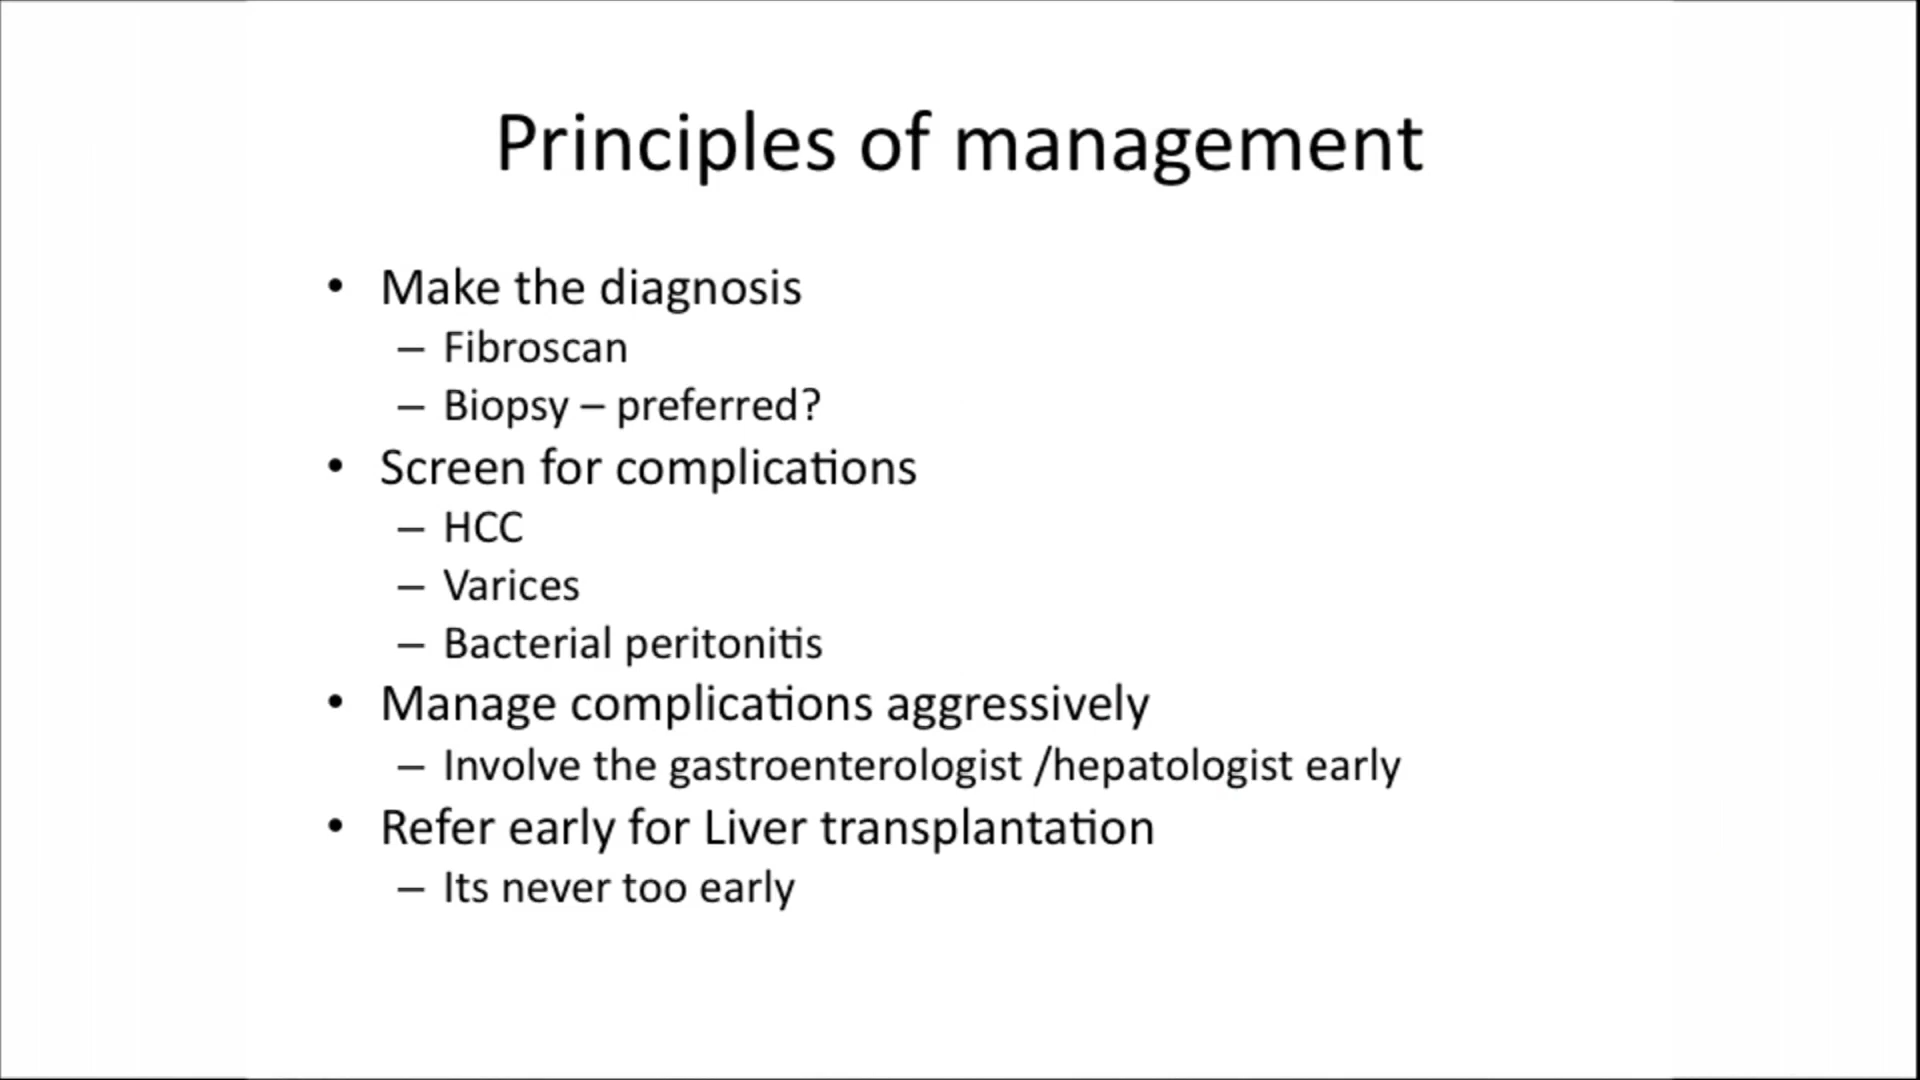 Principles of management
• Make the diagnosis
– Fibroscan
– Biopsy – preferred?
• Screen for complications
– HCC
– Varices
– Bacterial peritonitis
• Manage complications aggressively
– Involve the gastroenterologist /hepatologist early
• Refer early for Liver transplantation
– Its never too early